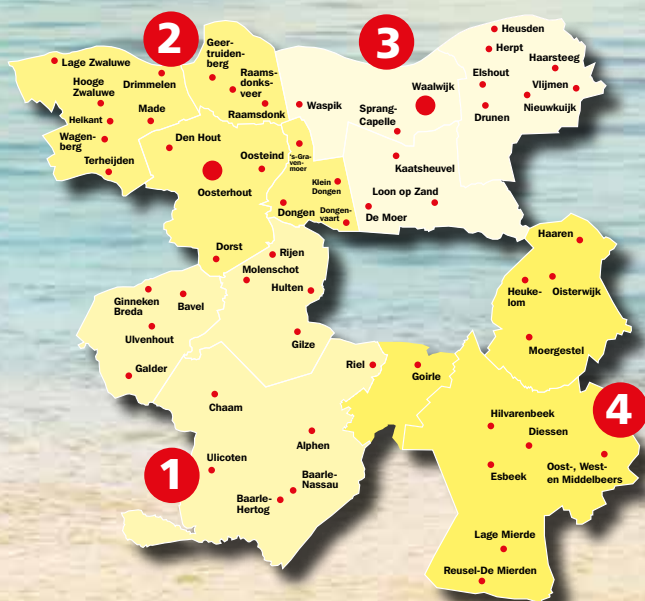 2
Lage Zwaluwe
Hooge
Zwaluwe
Drimmelen
Helkant
Made
Wagen-
berg
Terheijden
Geer-
truiden-
berg
Raams-
donks-
veer
Raamsdonk
Den Hout
Oosteind
Oosterhout
Dorst
's-Gra-
ven-
moer
Klein
Dongen
Dongen
Dongen-
vaart
3
Waspik
Waalwijk
Sprang-
Capelle
Kaatsheuvel
Loon op Zand
De Moer
Heusden
Herpt
Haarsteeg
Elshout
Vlijmen
Nieuwkuijk
Drunen
Rijen
Molenschot
Hulten
Gilze
Ginneken
Breda
Bavel
Ulvenhout
Galder
Riel
Goirle
Chaam
Alphen
1
Ulicoten
Baarle-
Nassau
Baarle-
Hertog
Haaren
Heuke-
lom
Oisterwijk
Moergestel
4
Hilvarenbeek
Diessen
Esbeek
Oost-, West-
en Middelbeers
Lage Mierde
Reusel-De Mierden